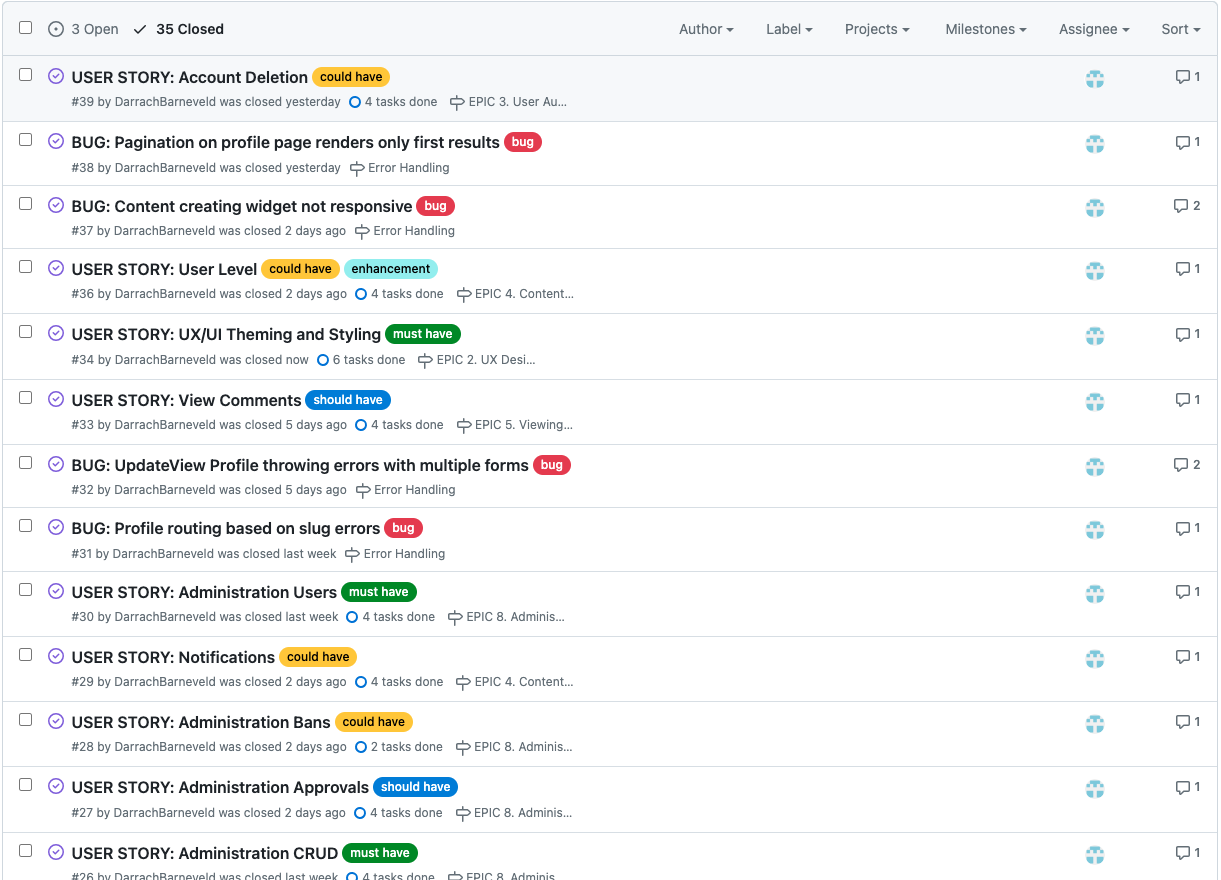 3 Open 35 Closed Author Label Projects Milestones Assignee Sort
USER STORY: Account Deletion could have 1
#39 by DarrachBarneveld was closed yesterday 4 tasks done EPIC 3. User Au...
BUG: Pagination on profile page renders only first results bug 1
#38 by DarrachBarneveld was closed yesterday Error Handling
BUG: Content creating widget not responsive bug 2
#37 by DarrachBarneveld was closed 2 days ago Error Handling
USER STORY: User Level could have enhancement 1
#36 by DarrachBarneveld was closed 2 days ago 4 tasks done EPIC 4. Content...
USER STORY: UX/UI Theming and Styling must have 1
#34 by DarrachBarneveld was closed now 6 tasks done EPIC 2. UX Desi...
USER STORY: View Comments should have 1
#33 by DarrachBarneveld was closed 5 days ago 4 tasks done EPIC 5. Viewing...
BUG: UpdateView Profile throwing errors with multiple forms bug 2
#32 by DarrachBarneveld was closed 5 days ago Error Handling
BUG: Profile routing based on slug errors bug 1
#31 by DarrachBarneveld was closed last week Error Handling
USER STORY: Administration Users must have 1
#30 by DarrachBarneveld was closed last week 4 tasks done EPIC 8. Adminis...
USER STORY: Notifications could have 1
#29 by DarrachBarneveld was closed 2 days ago 4 tasks done EPIC 4. Content...
USER STORY: Administration Bans could have 1
#28 by DarrachBarneveld was closed 2 days ago 2 tasks done EPIC 8. Adminis...
USER STORY: Administration Approvals should have 1
#27 by DarrachBarneveld was closed 2 days ago 4 tasks done EPIC 8. Adminis...
USER STORY: Administration CRUD must have 1
#26 by DarrachBarneveld was closed last week 4 tasks done EPIC 8. Adminis...